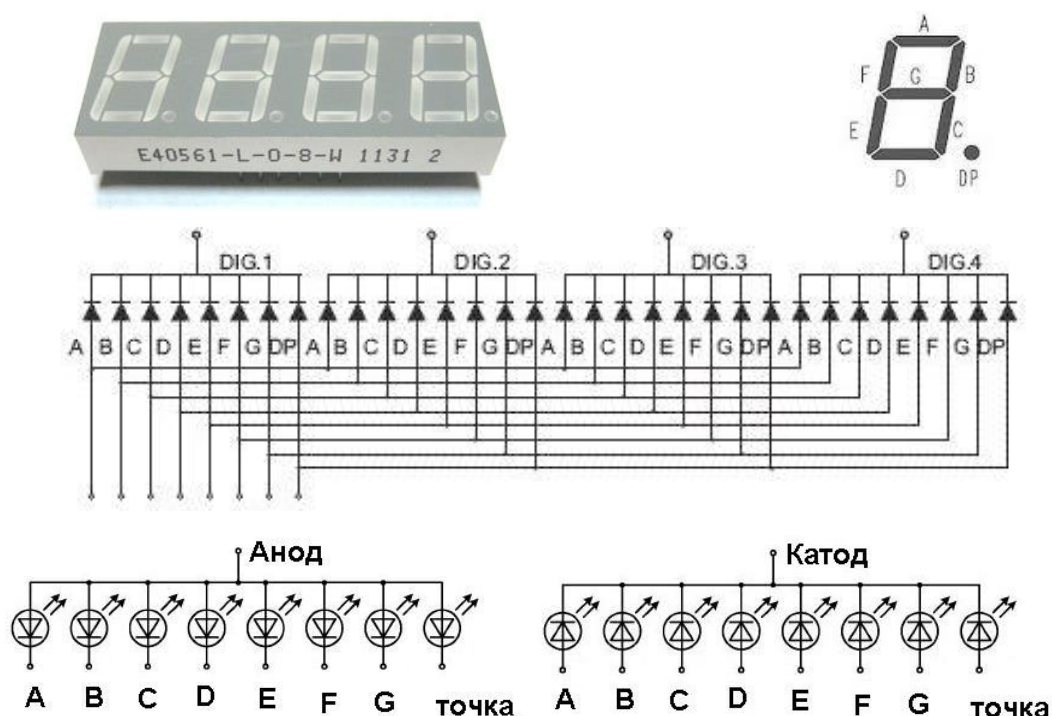 E40561-L-O-8-W 1131 2
A
F G B
E C
D DP
DIG.1 DIG.2 DIG.3 DIG.4
A B C D E F G DP A B C D E F G DP A B C D E F G DP A B C D E F G DP
Анод Катод
A B C D E F G точка A B C D E F G точка